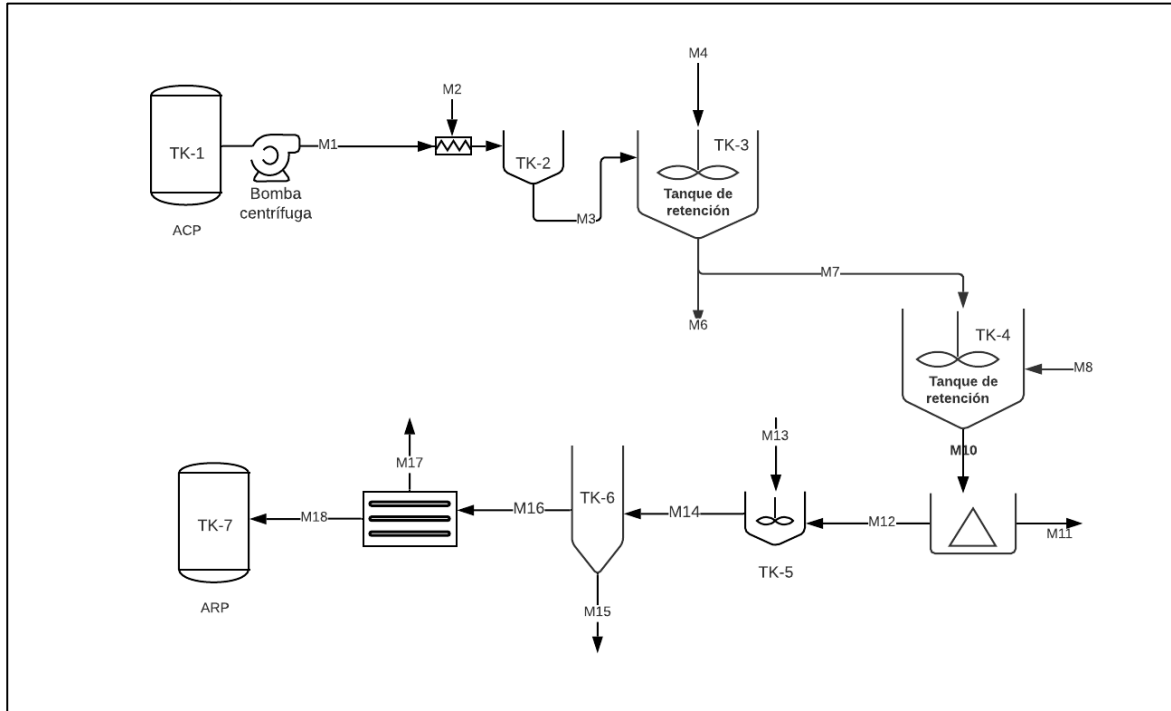 M4
M2
TK-1
M1
TK-2
TK-3
Bomba
centrífuga
Tanque de
retención
ACP
M3
M7
M6
TK-4
M8
Tanque de
retención
M10
M13
M17
TK-6
TK-7
M18
M16
M14
M12
M11
TK-5
ARP
M15